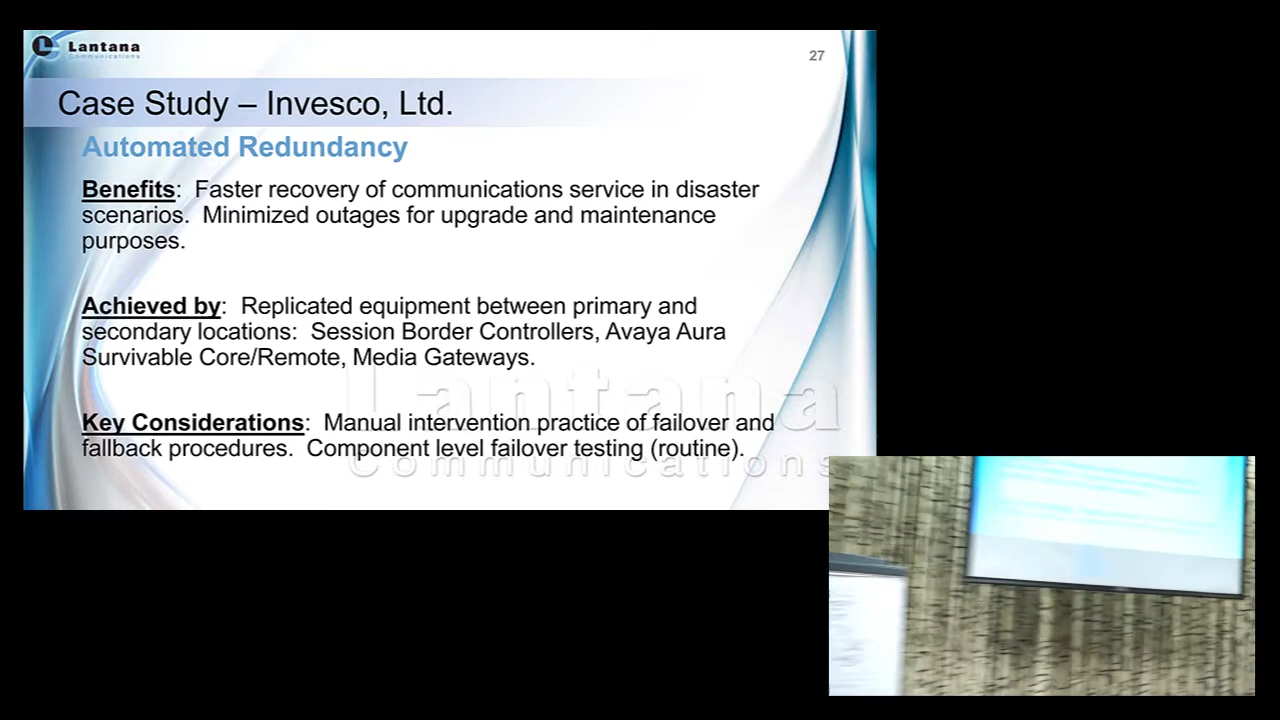 Lantana
Communications
27
Case Study – Invesco, Ltd.
Automated Redundancy
Benefits:  Faster recovery of communications service in disaster
scenarios.  Minimized outages for upgrade and maintenance
purposes.
Achieved by:  Replicated equipment between primary and
secondary locations:  Session Border Controllers, Avaya Aura
Survivable Core/Remote, Media Gateways.
Key Considerations:  Manual intervention practice of failover and
fallback procedures.  Component level failover testing (routine).
Lantana
Communications